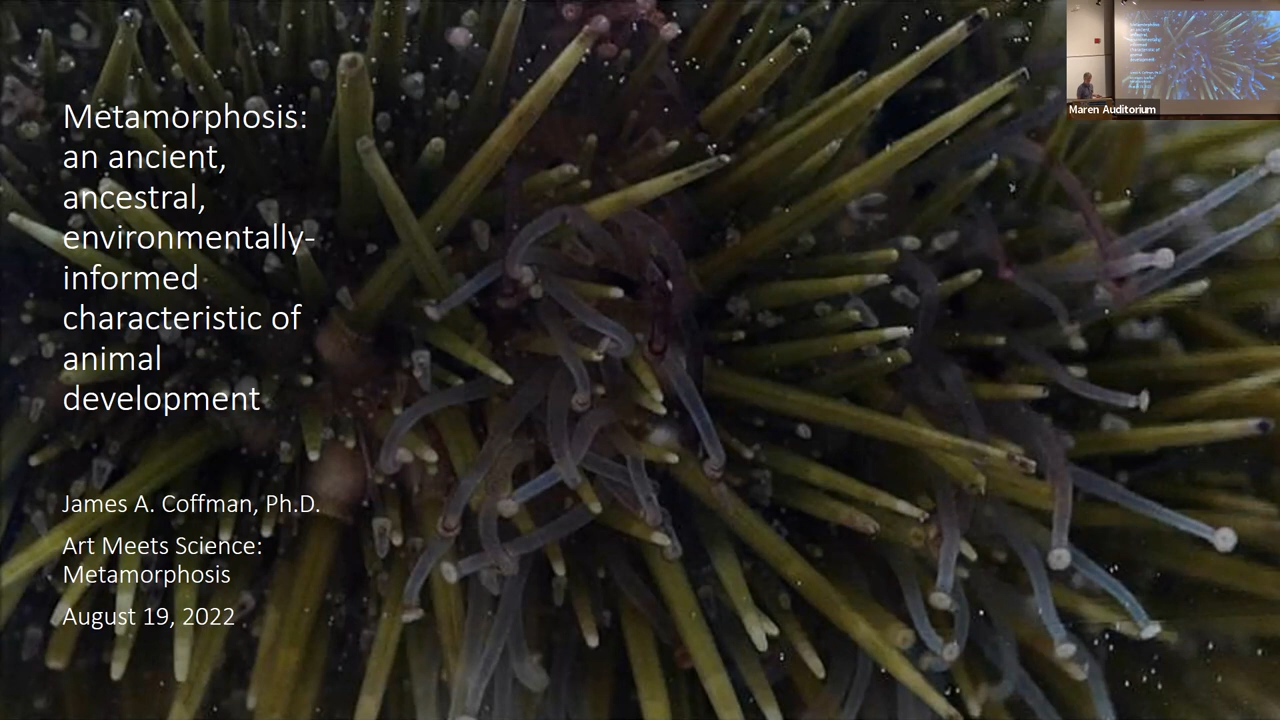 Metamorphosis:
an ancient,
ancestral,
environmentally-
informed
characteristic of
animal
development
James A. Coffman, Ph.D.
Art Meets Science:
Metamorphosis
August 19, 2022
Maren Auditorium